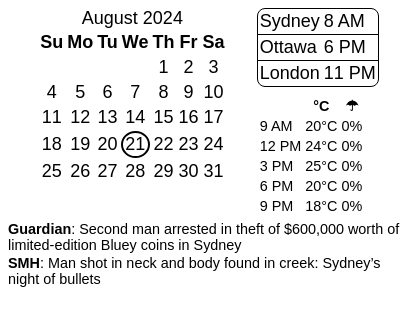 August 2024
Su Mo Tu We Th Fr Sa
1 2 3
4 5 6 7 8 9 10
11 12 13 14 15 16 17
18 19 20 21 22 23 24
25 26 27 28 29 30 31
Sydney 8 AM
Ottawa 6 PM
London 11 PM
°C ☂
9 AM 20°C 0%
12 PM 24°C 0%
3 PM 25°C 0%
6 PM 20°C 0%
9 PM 18°C 0%
Guardian: Second man arrested in theft of $600,000 worth of
limited-edition Bluey coins in Sydney
SMH: Man shot in neck and body found in creek: Sydney’s
night of bullets